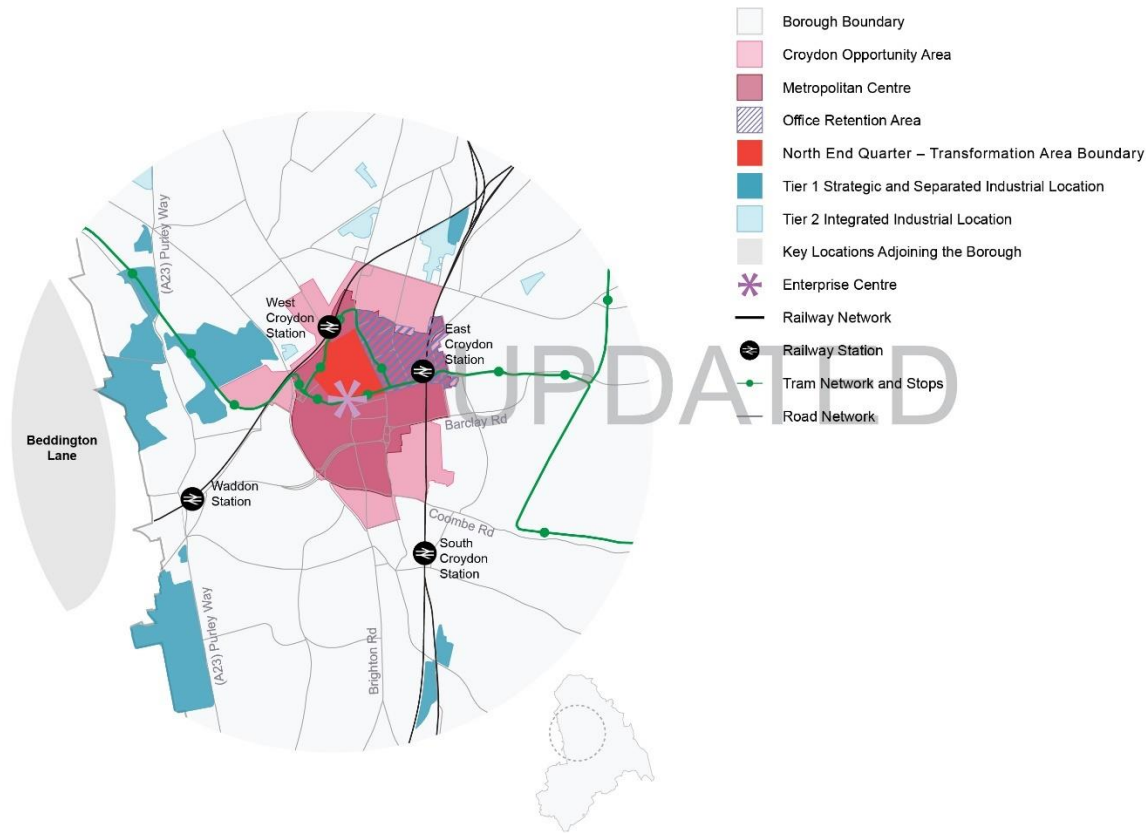 Borough Boundary
Croydon Opportunity Area
Metropolitan Centre
Office Retention Area
North End Quarter – Transformation Area Boundary
Tier 1 Strategic and Separated Industrial Location
Tier 2 Integrated Industrial Location
Key Locations Adjoining the Borough
Enterprise Centre
Railway Network
Railway Station
Tram Network and Stops
Road Network
(A23) Purley Way
West
Croydon
Station
East
Croydon
Station
UPDATED
Barclay Rd
Beddington
Lane
Waddon
Station
Coombe Rd
South
Croydon
Station
(A23) Purley Way
Brighton Rd